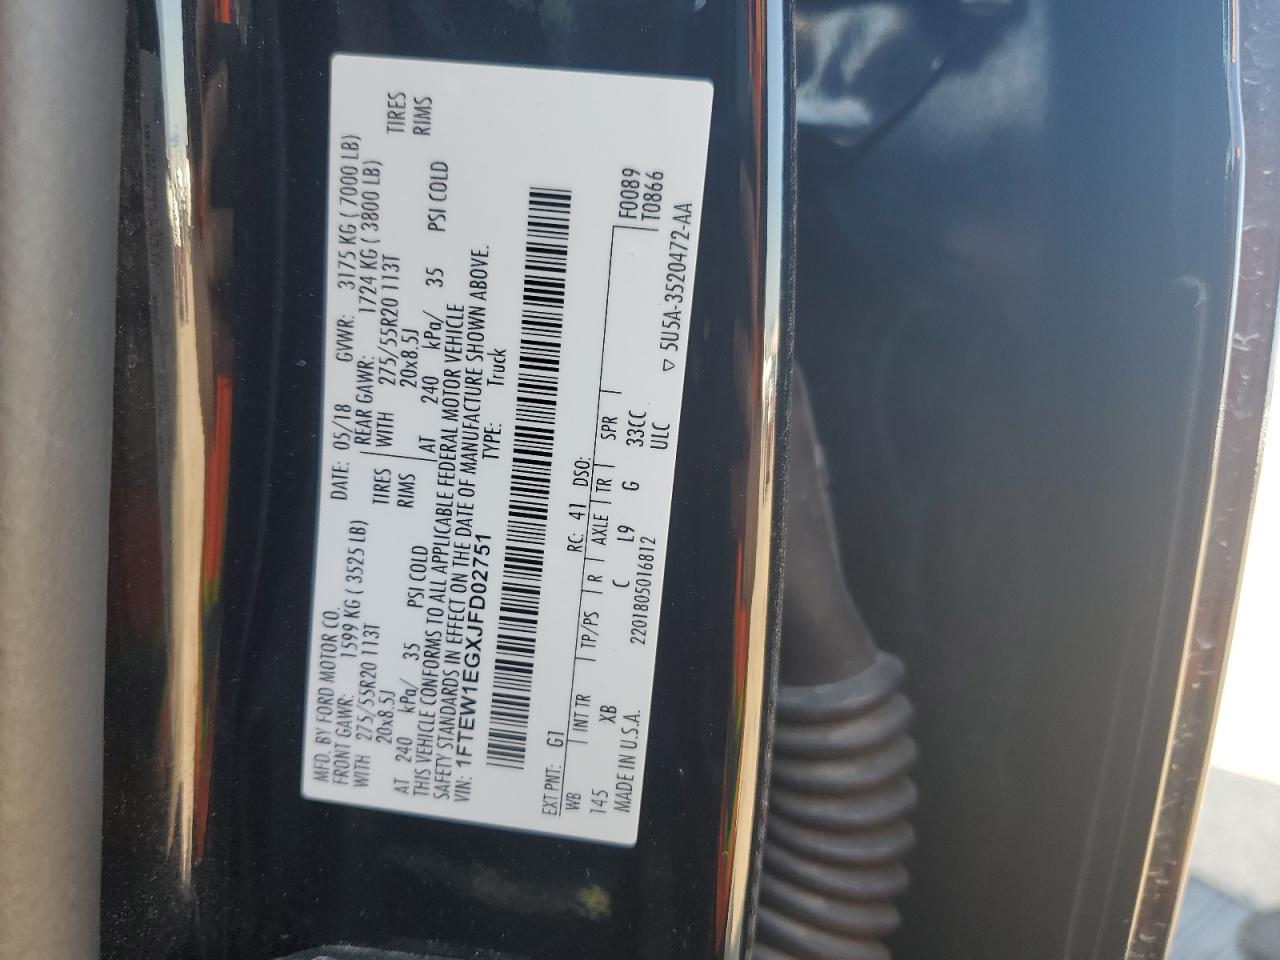 MFD. BY FORD MOTOR CO.
DATE: 05/18 GVWR: 3175 KG ( 7000 LB)
FRONT GAWR: 1599 KG ( 3525 LB) REAR GAWR: 1724 KG ( 3800 LB)
WITH 275/55R20 113T TIRES WITH 275/55R20 113T TIRES
20x8.5J RIMS 20x8.5J RIMS
AT 240 kPa/ 35 PSI COLD AT 240 kPa/ 35 PSI COLD
THIS VEHICLE CONFORMS TO ALL APPLICABLE FEDERAL MOTOR VEHICLE
SAFETY STANDARDS IN EFFECT ON THE DATE OF MANUFACTURE SHOWN ABOVE.
VIN: 1FTEW1EGXJFD02751 TYPE: Truck
EXT PNT: G1 RC: 41 DSO: F0089
WB INT TR TP/PS R AXLE TR SPR T0866
145 XB C L9 G 33CC
MADE IN U.S.A. 2201805016812 ULC
▽ 5U5A-3520472-AA